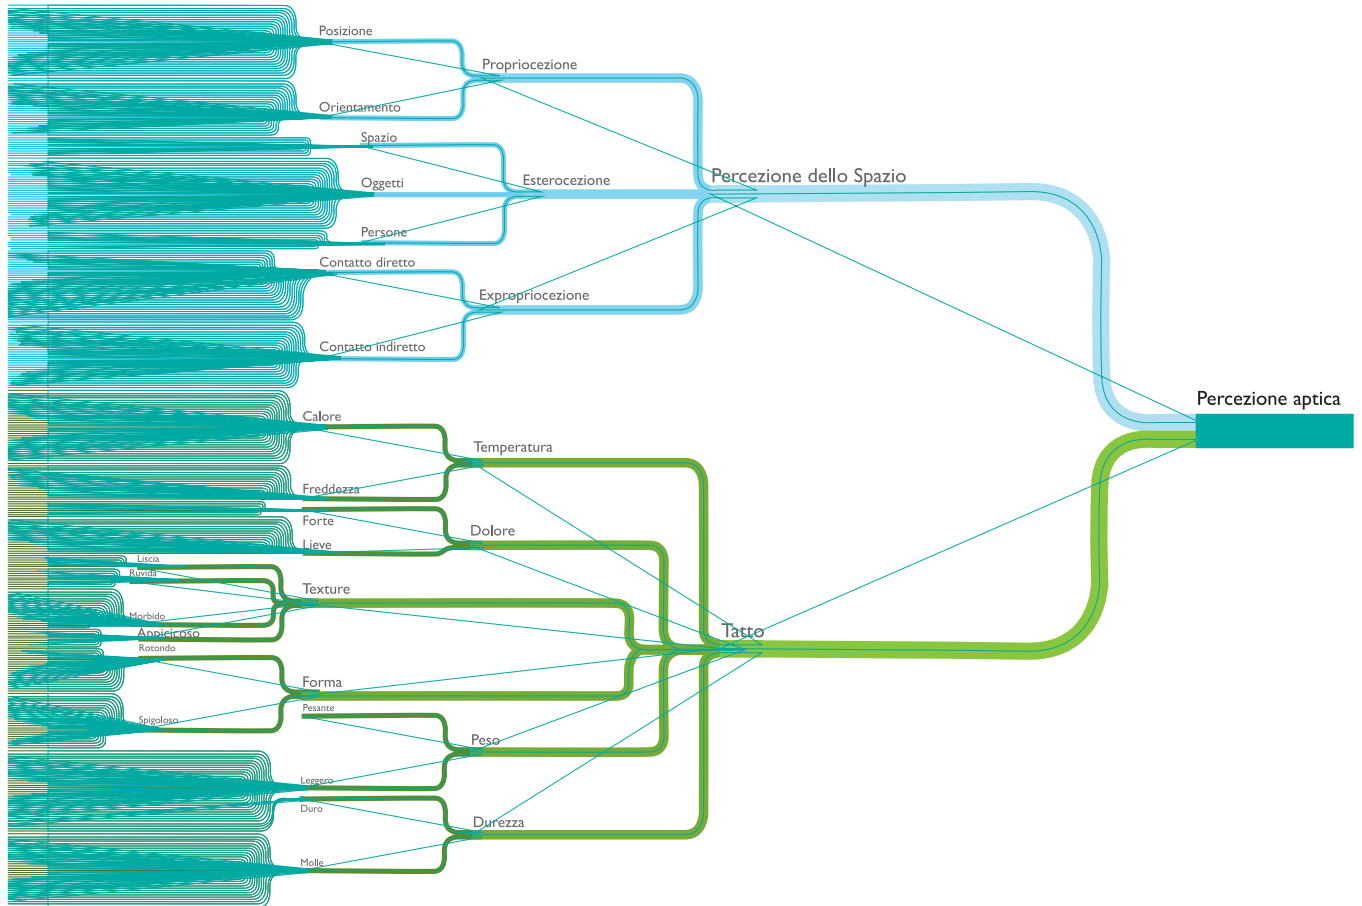 Posizione
Propriocezione
Orientamento
Spazio
Percezione dello Spazio
Oggetti
Esterocezione
Persone
Contatto diretto
Expropriocezione
Contatto indiretto
Percezione aptica
Calore
Temperatura
Freddezza
Forte
Dolore
Lieve
Liscia
Ruvida
Texture
Morbido
Appicicoso
Tatto
Rotondo
Forma
Pesante
Spigoloso
Peso
Leggero
Duro
Durezza
Molle